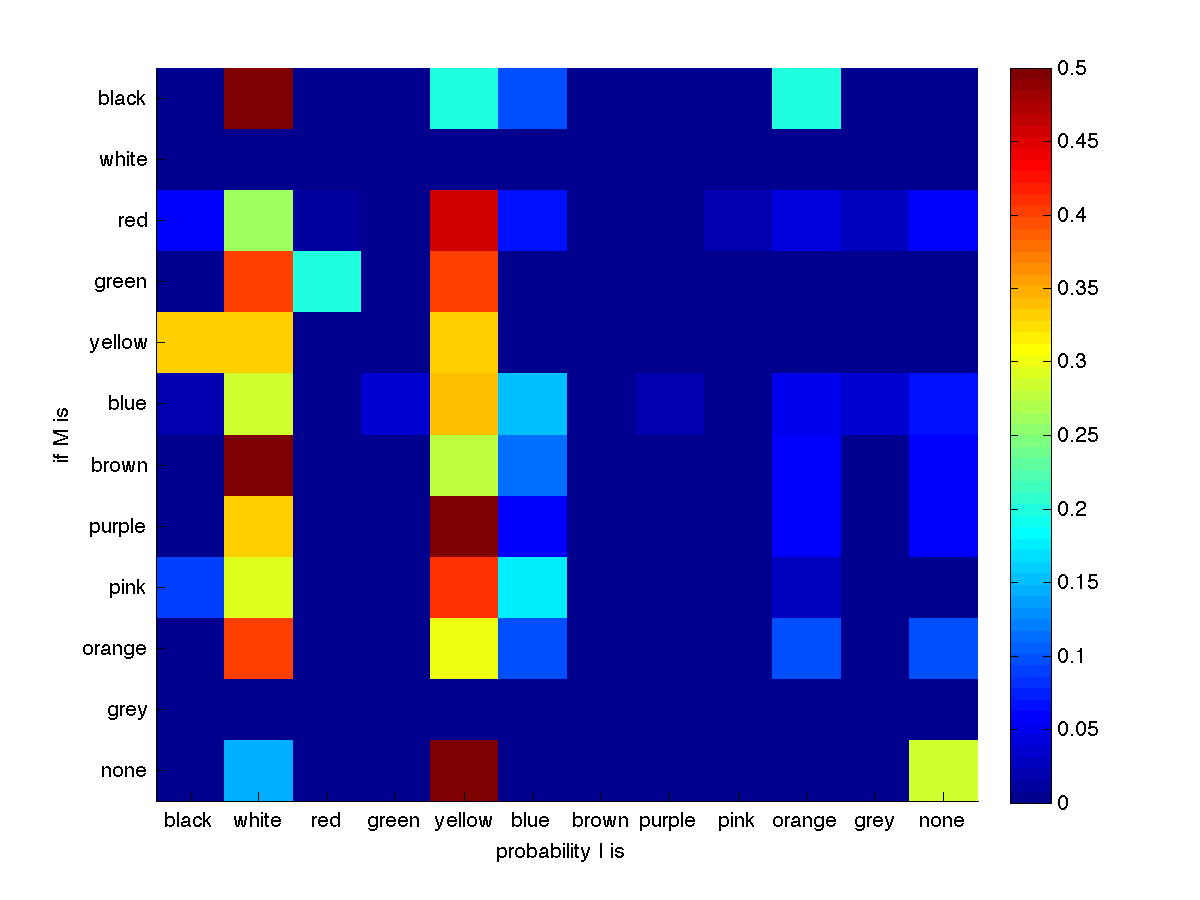 0.5
black
0.45
white
0.4
red
0.35
green
0.3
yellow
0.25
blue
if M is
brown
0.2
purple
0.15
pink
0.1
orange
0.05
grey
none
0
black white red green yellow blue brown purple pink orange grey none
probability I is